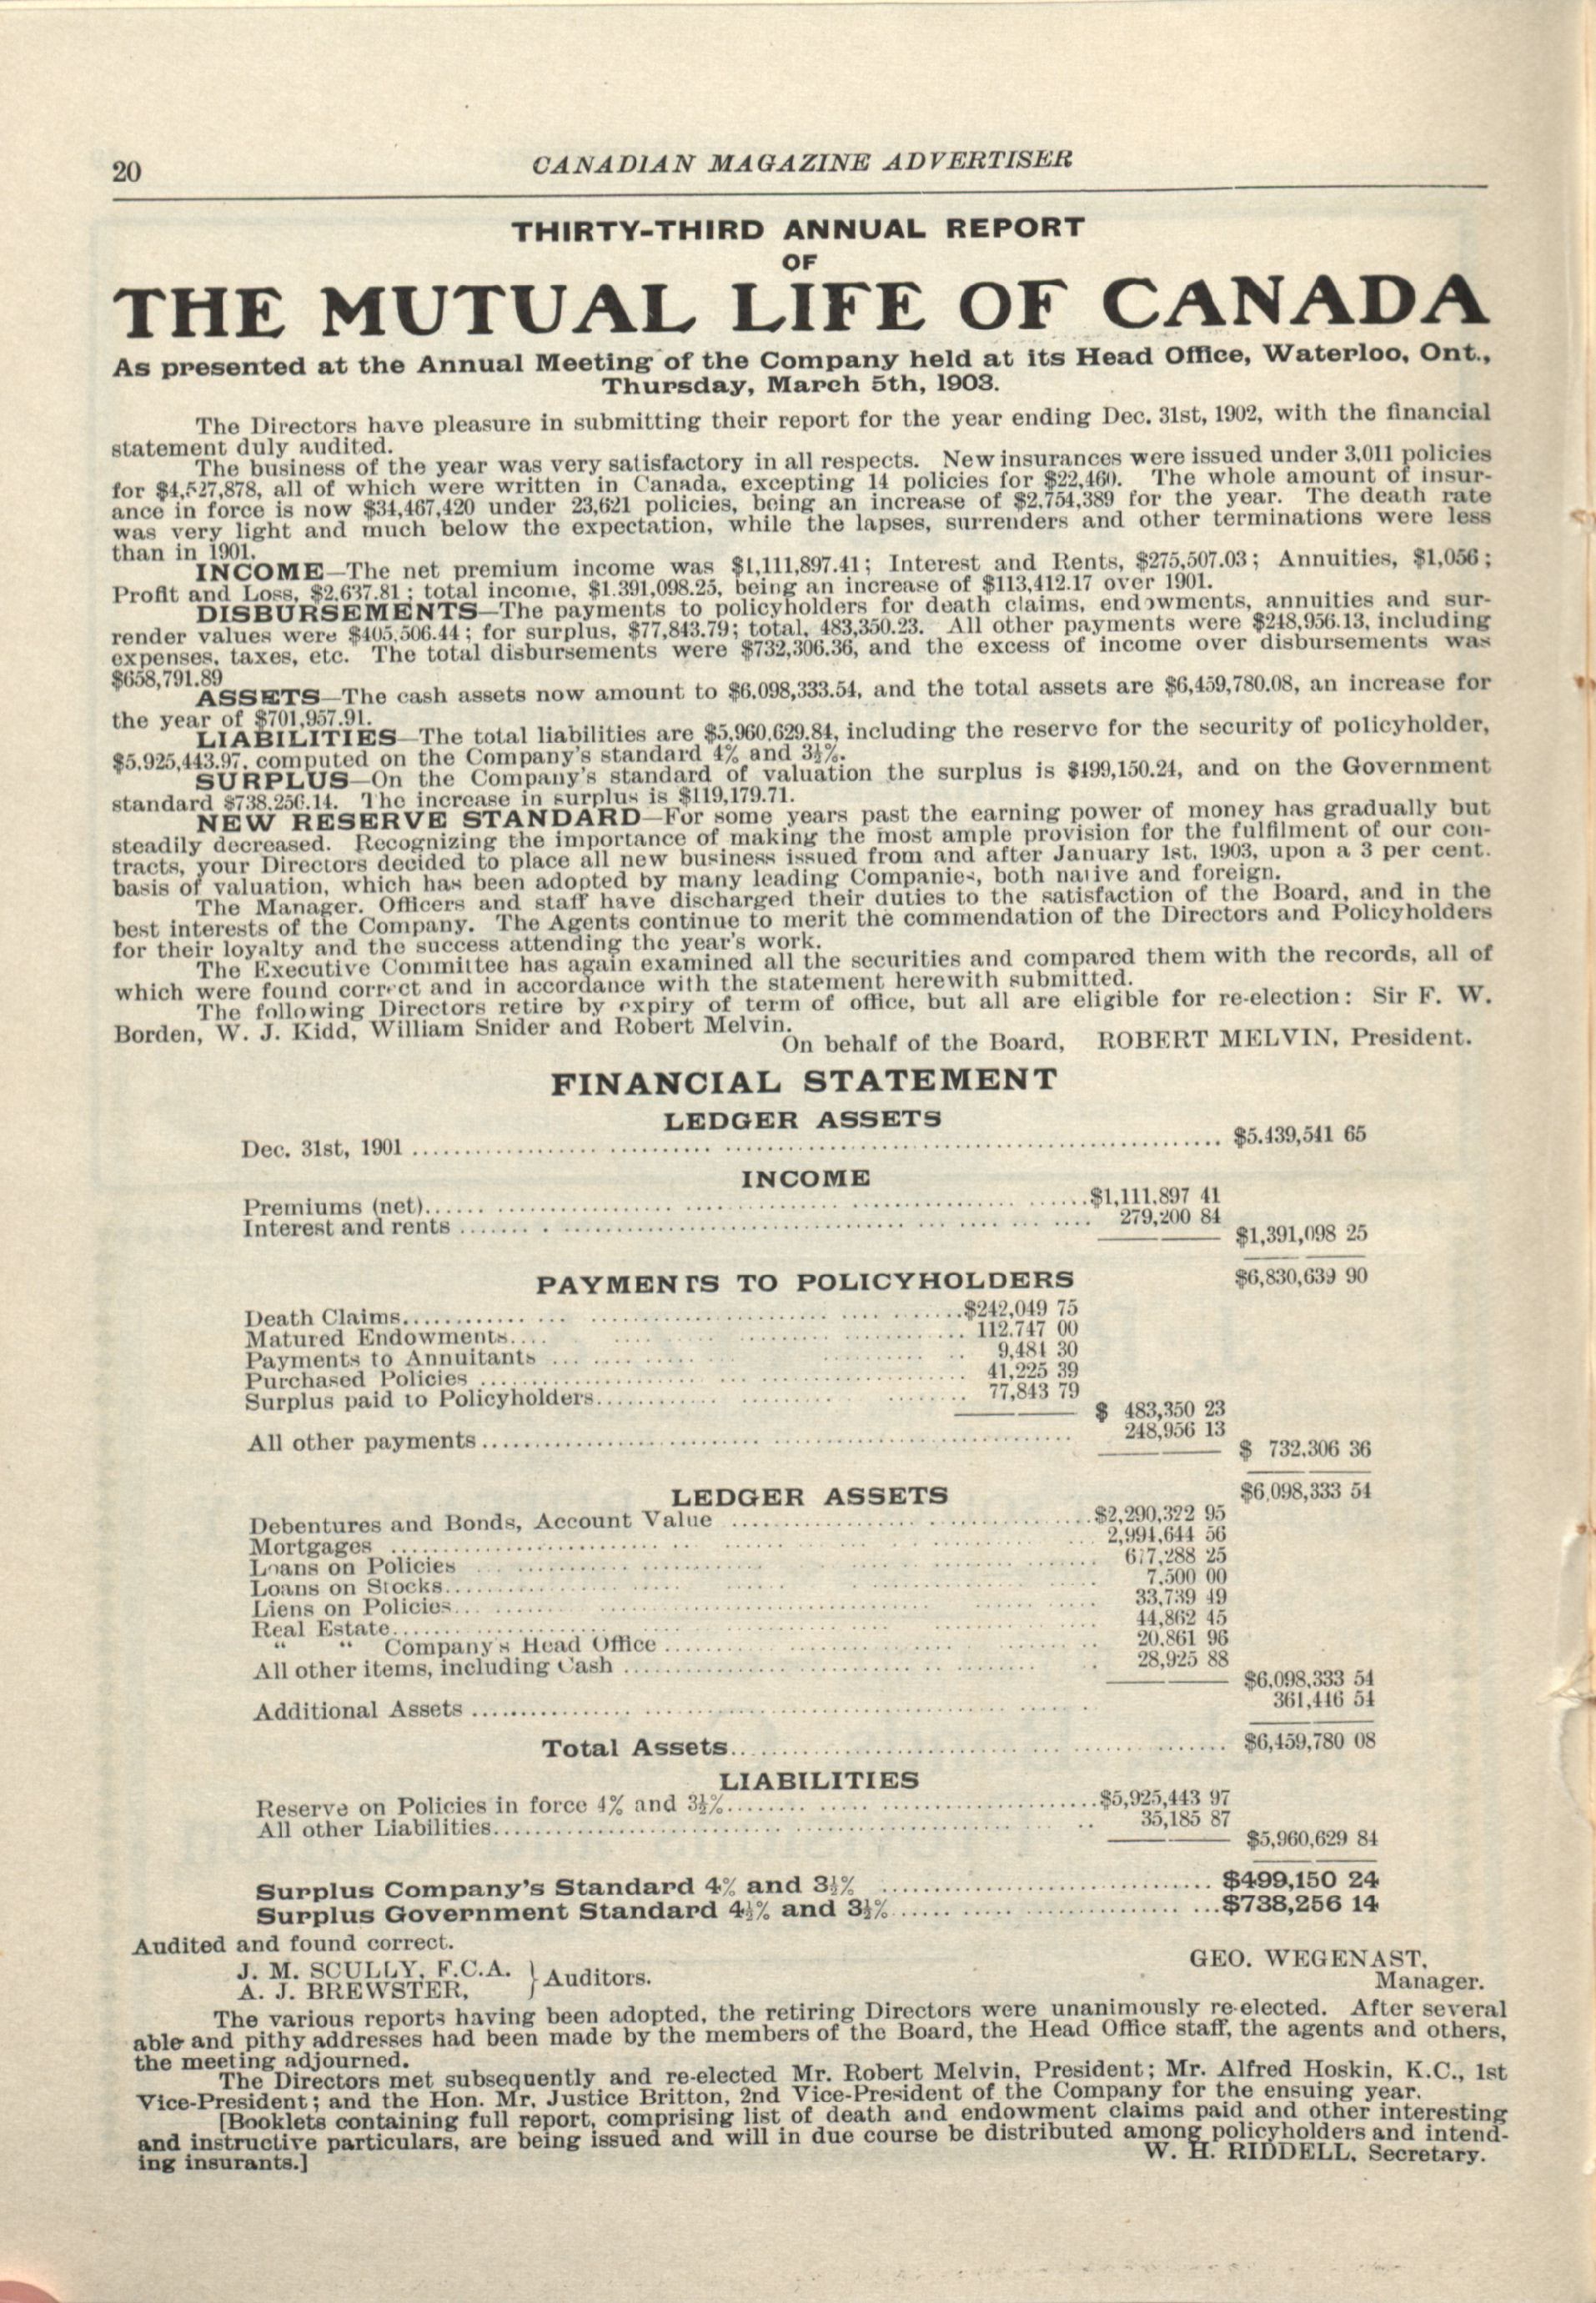 20
CANADIAN MAGAZINE ADVERTISER
THIRTY-THIRD ANNUAL REPORT
OF
THE MUTUAL LIFE OF CANADA
As presented at the Annual Meeting of the Company held at its Head Office, Waterloo, Ont.,
Thursday, March 5th, 1903.
The Directors have pleasure in submitting their report for the year ending Dec. 31st, 1902, with the financial
statement duly audited.
The business of the year was very satisfactory in all respects. New insurances were issued under 3,011 policies
for $4,527,878, all of which were written in Canada, excepting 14 policies for $22,460. The whole amount of insur-
ance in force is now $34,467,420 under 23,621 policies, being an increase of $2,754,389 for the year. The death rate
was very light and much below the expectation, while the lapses, surrenders and other terminations were less
than in 1901.
INCOME—The net premium income was $1,111,897.41; Interest and Rents, $275,507.03; Annuities, $1,056;
Profit and Loss, $2,637.81; total income, $1.391,098.25, being an increase of $113,412.17 over 1901.
DISBURSEMENTS—The payments to policyholders for death claims, endowments, annuities and sur-
render values were $405,506.44; for surplus, $77,843.79; total, 483,350.23. All other payments were $248,956.13, including
expenses, taxes, etc. The total disbursements were $732,306.36, and the excess of income over disbursements was
$658,791.89
ASSETS—The cash assets now amount to $6.098,333.54, and the total assets are $6,459,780.08, an increase for
the year of $701,957.91.
LIABILITIES—The total liabilities are $5,960,629.84, including the reserve for the security of policyholder,
$5,925,443.97, computed on the Company's standard 4% and 3½%.
SURPLUS—On the Company's standard of valuation the surplus is $499,150.24, and on the Government
standard $738,256.14. The increase in surplus is $119,179.71.
NEW RESERVE STANDARD—For some years past the earning power of money has gradually but
steadily decreased. Recognizing the importance of making the most ample provision for the fulfilment of our con-
tracts, your Directors decided to place all new business issued from and after January 1st, 1903, upon a 3 per cent.
basis of valuation, which has been adopted by many leading Companies, both native and foreign.
The Manager. Officers and staff have discharged their duties to the satisfaction of the Board, and in the
best interests of the Company. The Agents continue to merit the commendation of the Directors and Policyholders
for their loyalty and the success attending the year's work.
The Executive Committee has again examined all the securities and compared them with the records, all of
which were found correct and in accordance with the statement herewith submitted.
The following Directors retire by expiry of term of office, but all are eligible for re-election: Sir F. W.
Borden, W. J. Kidd, William Snider and Robert Melvin.
On behalf of the Board, ROBERT MELVIN, President.
FINANCIAL STATEMENT
LEDGER ASSETS
Dec. 31st, 1901 ........ $5.439,541 65
INCOME
Premiums (net)........ $1,111,897 41
Interest and rents ........ 279,200 84
$1,391,098 25
$6,830,639 90
PAYMENTS TO POLICYHOLDERS
Death Claims........ $242,049 75
Matured Endowments........ 112.747 00
Payments to Annuitants ........ 9,484 30
Purchased Policies ........ 41,225 39
Surplus paid to Policyholders........ 77,843 79
$ 483,350 23
All other payments........ 248,956 13
$ 732,306 36
$6,098,333 54
LEDGER ASSETS
Debentures and Bonds, Account Value ........ $2,290,322 95
Mortgages ........ 2,994,644 56
Loans on Policies ........ 677,288 25
Loans on Stocks........ 7,500 00
Liens on Policies........ 33,739 49
Real Estate........ 44,862 45
“ “ Company's Head Office ........ 20,861 96
All other items, including Cash ........ 28,925 88
$6,098,333 54
Additional Assets ........ 361,446 54
Total Assets........ $6,459,780 08
LIABILITIES
Reserve on Policies in force 4% and 3½%........ $5,925,443 97
All other Liabilities........ 35,185 87
$5,960,629 84
Surplus Company's Standard 4% and 3½% ........ $499,150 24
Surplus Government Standard 4½% and 3½%........ $738,256 14
Audited and found correct.
J. M. SCULLY, F.C.A.
A. J. BREWSTER,
} Auditors.
GEO. WEGENAST,
Manager.
The various reports having been adopted, the retiring Directors were unanimously re-elected. After several
able and pithy addresses had been made by the members of the Board, the Head Office staff, the agents and others,
the meeting adjourned.
The Directors met subsequently and re-elected Mr. Robert Melvin, President; Mr. Alfred Hoskin, K.C., 1st
Vice-President; and the Hon. Mr. Justice Britton, 2nd Vice-President of the Company for the ensuing year.
[Booklets containing full report, comprising list of death and endowment claims paid and other interesting
and instructive particulars, are being issued and will in due course be distributed among policyholders and intend-
ing insurants.]
W. H. RIDDELL, Secretary.